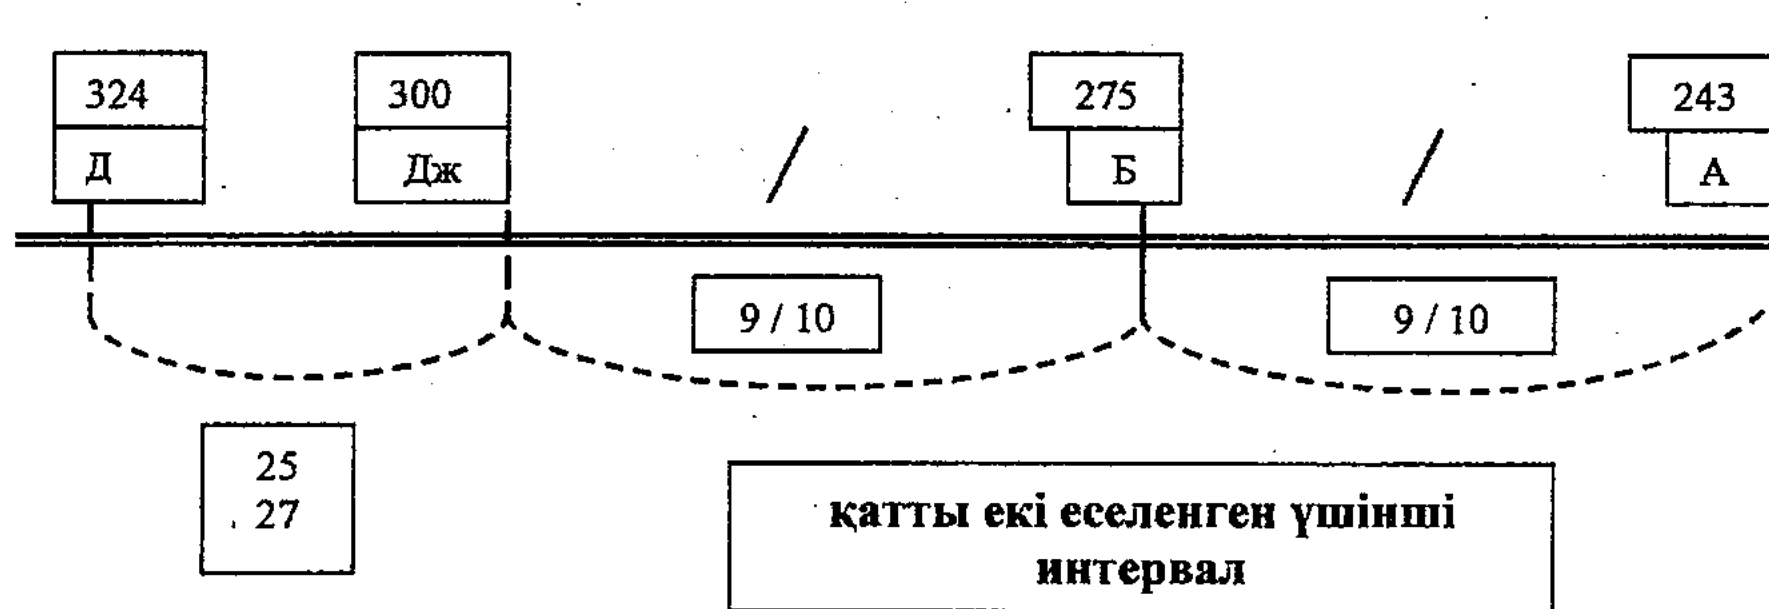 324 300 275 243
Д Дж / Б / А
9 / 10 9 / 10
25
27
қатты екі еселенген үшінші
интервал